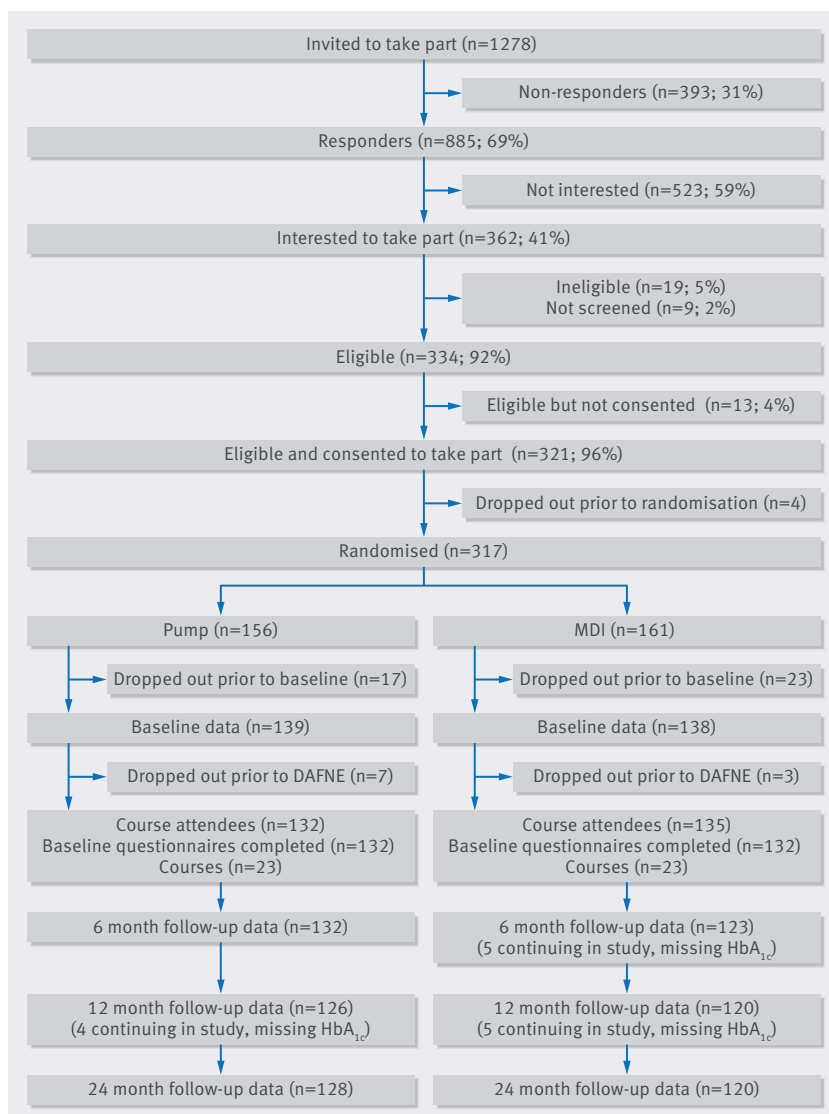 Invited to take part (n=1278)
Non-responders (n=393; 31%)
Responders (n=885; 69%)
Not interested (n=523; 59%)
Interested to take part (n=362; 41%)
Ineligible (n=19; 5%)
Not screened (n=9; 2%)
Eligible (n=334; 92%)
Eligible but not consented (n=13; 4%)
Eligible and consented to take part (n=321; 96%)
Dropped out prior to randomisation (n=4)
Randomised (n=317)
Pump (n=156)
MDI (n=161)
Dropped out prior to baseline (n=17)
Dropped out prior to baseline (n=23)
Baseline data (n=139)
Baseline data (n=138)
Dropped out prior to DAFNE (n=7)
Dropped out prior to DAFNE (n=3)
Course attendees (n=132)
Baseline questionnaires completed (n=132)
Courses (n=23)
Course attendees (n=135)
Baseline questionnaires completed (n=132)
Courses (n=23)
6 month follow-up data (n=132)
6 month follow-up data (n=123)
(5 continuing in study, missing HbA1c)
12 month follow-up data (n=126)
(4 continuing in study, missing HbA1c)
12 month follow-up data (n=120)
(5 continuing in study, missing HbA1c)
24 month follow-up data (n=128)
24 month follow-up data (n=120)